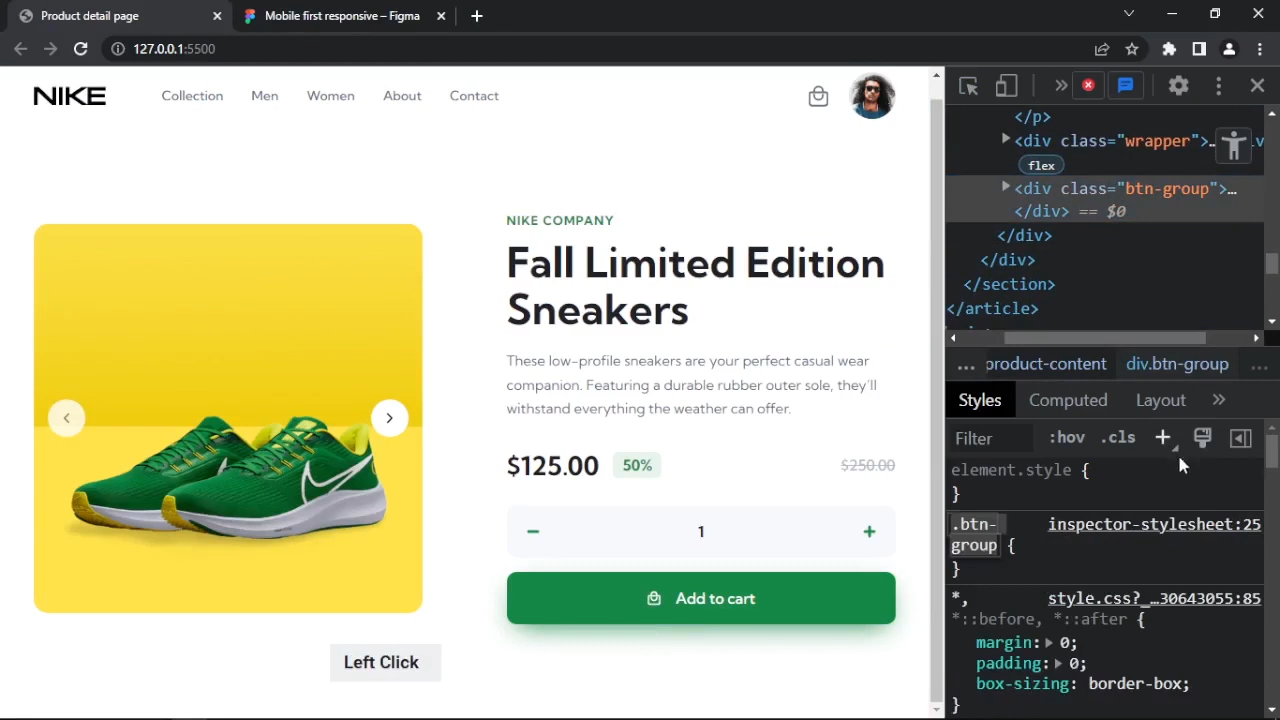 Product detail page
Mobile first responsive – Figma
127.0.0.1:5500
NIKE
Collection
Men
Women
About
Contact
NIKE COMPANY
Fall Limited Edition
Sneakers
These low-profile sneakers are your perfect casual wear
companion. Featuring a durable rubber outer sole, they'll
withstand everything the weather can offer.
$125.00 50% $250.00
1
Add to cart
Left Click
</p>
<div class="wrapper">…
flex
<div class="btn-group">…
</div> == $0
</div>
</div>
</section>
</article>
... product-content div.btn-group ...
Styles Computed Layout
Filter :hov .cls
element.style {
}
.btn- inspector-stylesheet:25
group {
}
*, style.css?_…30643055:85
*::before, *::after {
margin: 0;
padding: 0;
box-sizing: border-box;
}